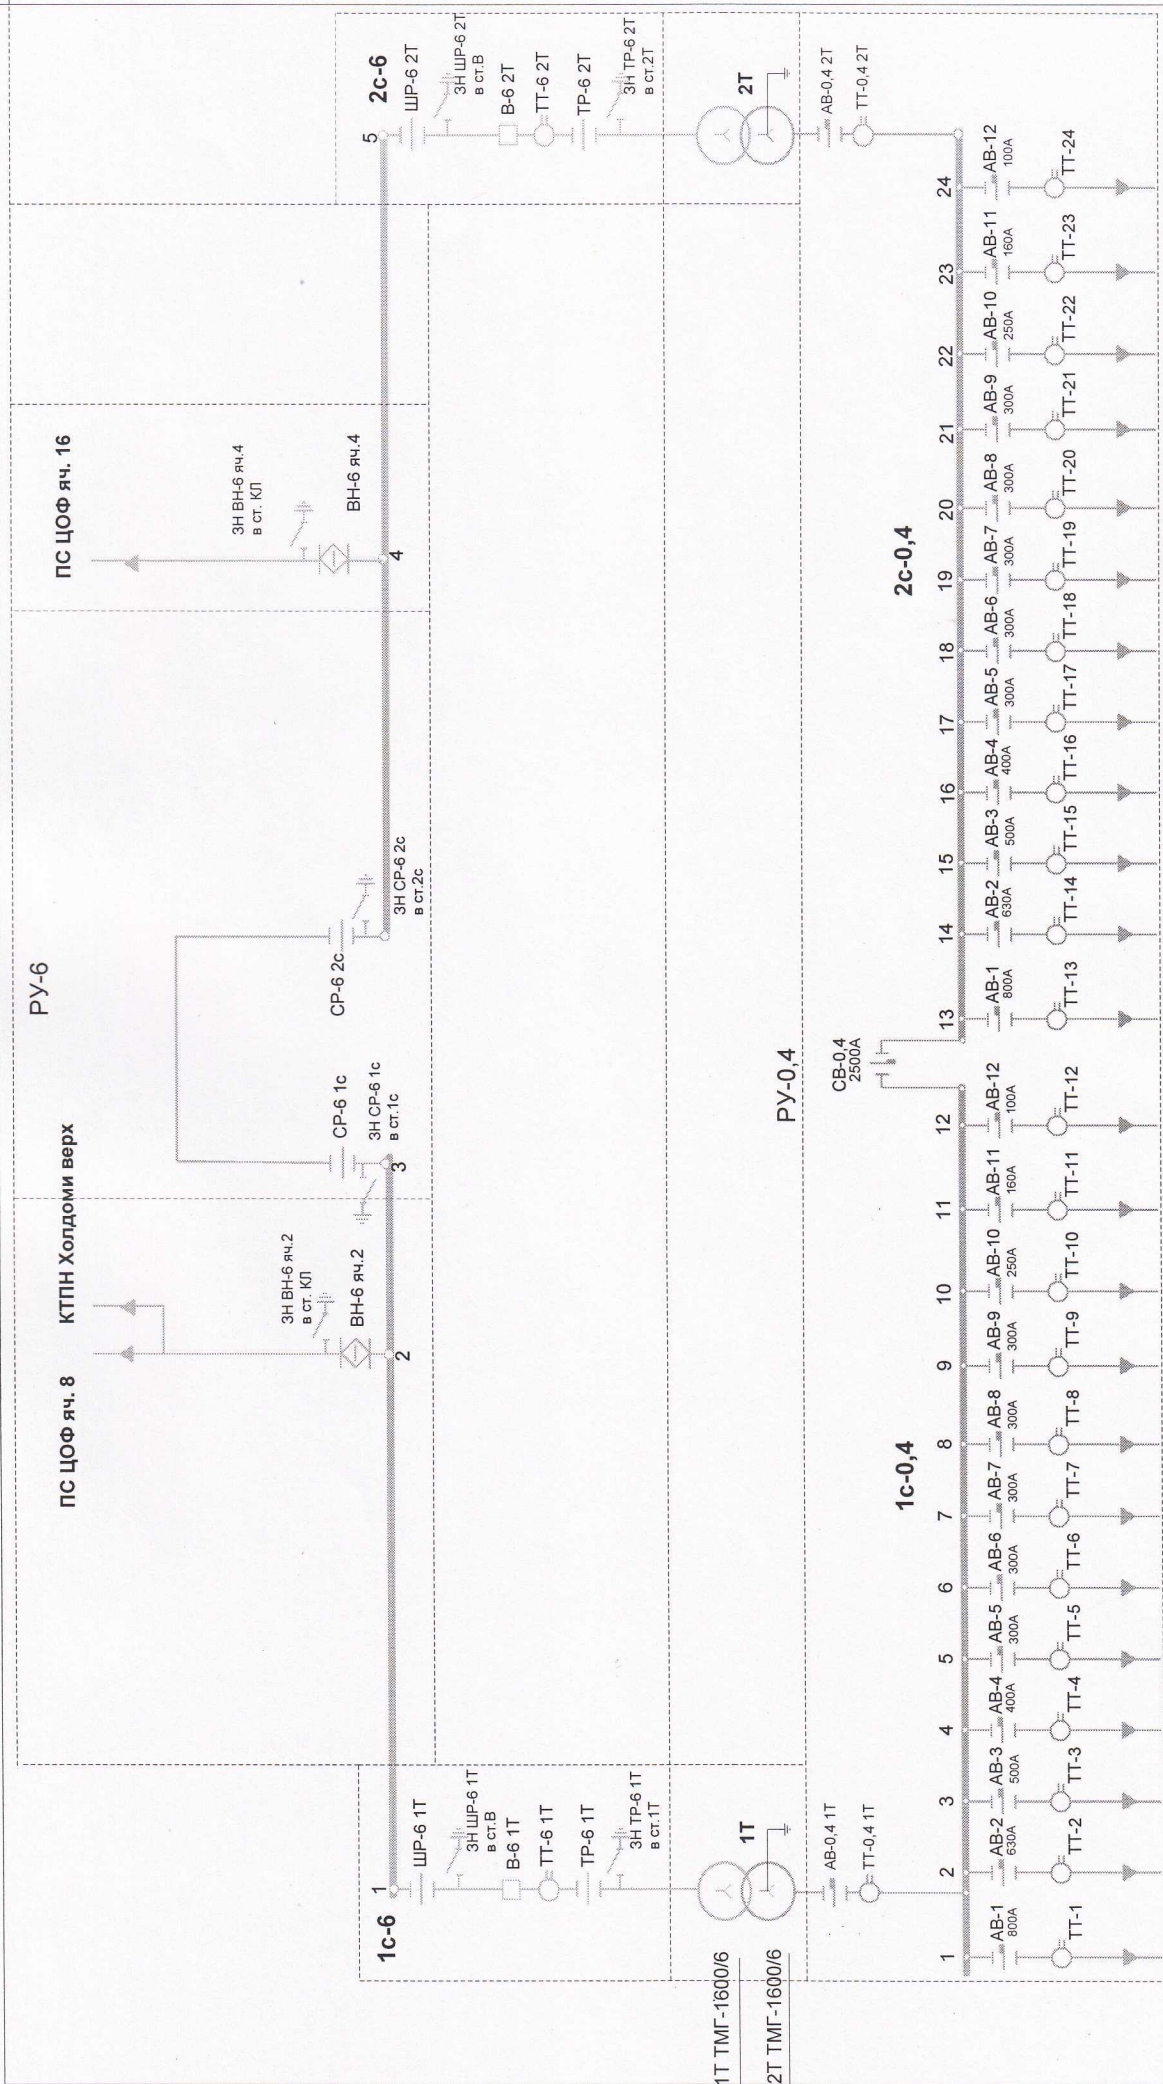 РУ-6
ПС ЦОФ яч. 8
КТПН Холдоми верх
ПС ЦОФ яч. 16
ЗН ВН-6 яч.2
в ст. КЛ
ВН-6 яч.2
2
СР-6 1с
ЗН СР-6 1с
в ст.1с
3
СР-6 2с
ЗН СР-6 2с
в ст.2с
ЗН ВН-6 яч.4
в ст. КЛ
ВН-6 яч.4
4
1с-6
1
ШР-6 1Т
ЗН ШР-6 1Т
в ст.В
В-6 1Т
ТТ-6 1Т
ТР-6 1Т
ЗН ТР-6 1Т
в ст.1Т
2с-6
5
ШР-6 2Т
ЗН ШР-6 2Т
в ст.В
В-6 2Т
ТТ-6 2Т
ТР-6 2Т
ЗН ТР-6 2Т
в ст.2Т
1Т ТМГ-1600/6
2Т ТМГ-1600/6
1Т
2Т
РУ-0,4
АВ-0,4 1Т
ТТ-0,4 1Т
СВ-0,4
2500А
АВ-0,4 2Т
ТТ-0,4 2Т
1с-0,4
2с-0,4
1
АВ-1
800А
ТТ-1
2
АВ-2
630А
ТТ-2
3
АВ-3
500А
ТТ-3
4
АВ-4
400А
ТТ-4
5
АВ-5
300А
ТТ-5
6
АВ-6
300А
ТТ-6
7
АВ-7
300А
ТТ-7
8
АВ-8
300А
ТТ-8
9
АВ-9
300А
ТТ-9
10
АВ-10
250А
ТТ-10
11
АВ-11
160А
ТТ-11
12
АВ-12
100А
ТТ-12
13
АВ-1
800А
ТТ-13
14
АВ-2
630А
ТТ-14
15
АВ-3
500А
ТТ-15
16
АВ-4
400А
ТТ-16
17
АВ-5
300А
ТТ-17
18
АВ-6
300А
ТТ-18
19
АВ-7
300А
ТТ-19
20
АВ-8
300А
ТТ-20
21
АВ-9
300А
ТТ-21
22
АВ-10
250А
ТТ-22
23
АВ-11
160А
ТТ-23
24
АВ-12
100А
ТТ-24